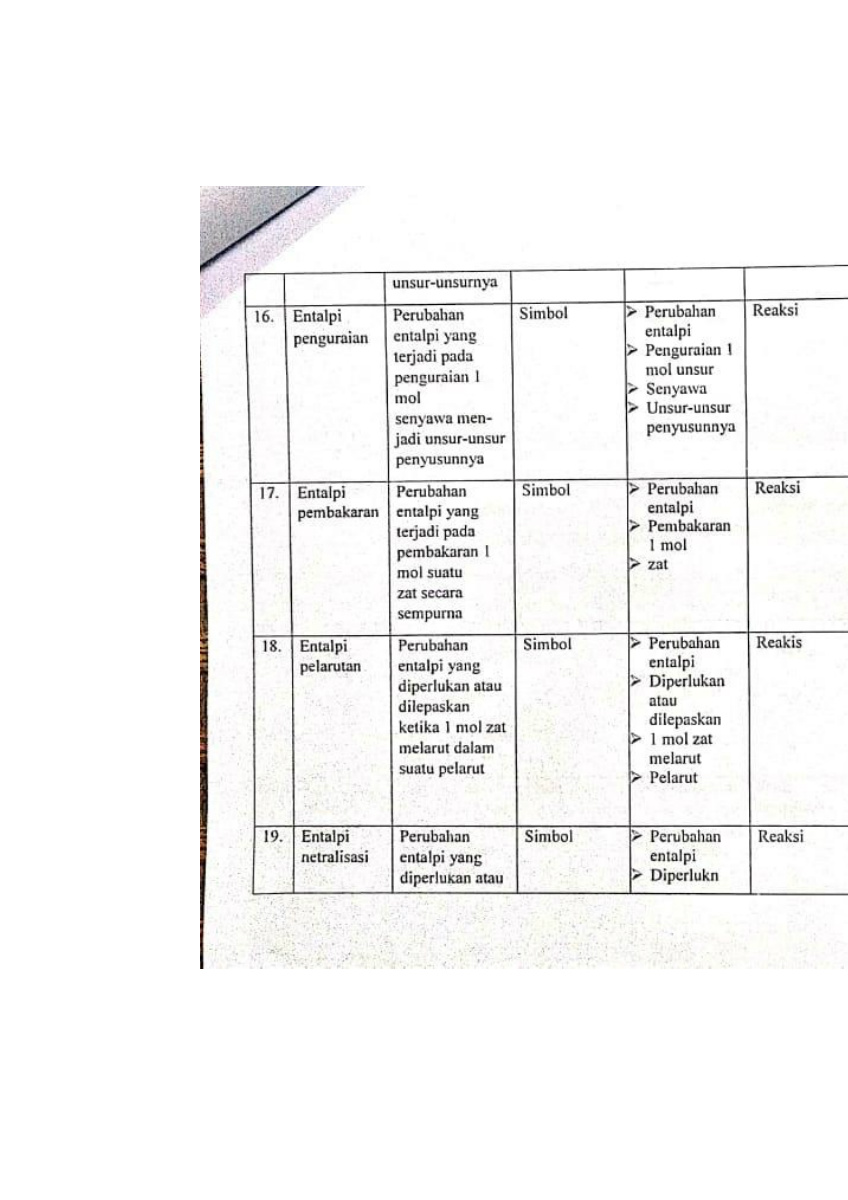 unsur-unsurnya
16. Entalpi penguraian
Perubahan
entalpi yang
terjadi pada
penguraian 1
mol
senyawa men-
jadi unsur-unsur
penyusunnya
Simbol
➢ Perubahan
entalpi
➢ Penguraian 1
mol unsur
➢ Senyawa
➢ Unsur-unsur
penyusunnya
Reaksi
17. Entalpi
pembakaran
Perubahan
entalpi yang
terjadi pada
pembakaran 1
mol suatu
zat secara
sempurna
Simbol
➢ Perubahan
entalpi
➢ Pembakaran
1 mol
➢ zat
Reaksi
18. Entalpi
pelarutan
Perubahan
entalpi yang
diperlukan atau
dilepaskan
ketika 1 mol zat
melarut dalam
suatu pelarut
Simbol
➢ Perubahan
entalpi
➢ Diperlukan
atau
dilepaskan
➢ 1 mol zat
melarut
➢ Pelarut
Reakis
19. Entalpi
netralisasi
Perubahan
entalpi yang
diperlukan atau
Simbol
➢ Perubahan
entalpi
➢ Diperlukn
Reaksi